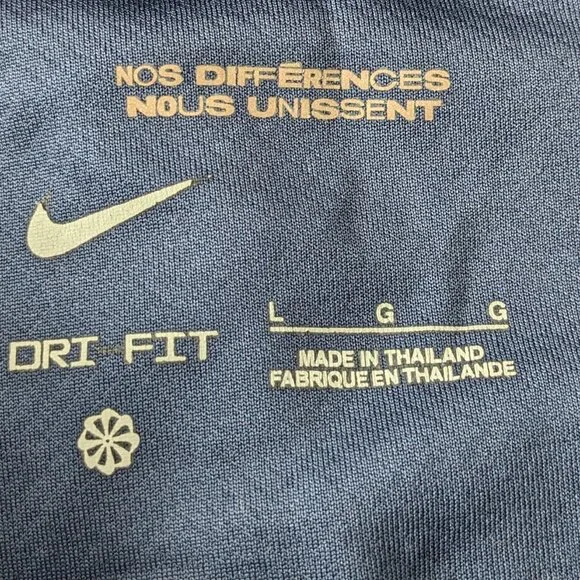 NOS DIFFÉRENCES
NOUS UNISSENT
DRI-FIT
L G G
MADE IN THAILAND
FABRIQUE EN THAILANDE